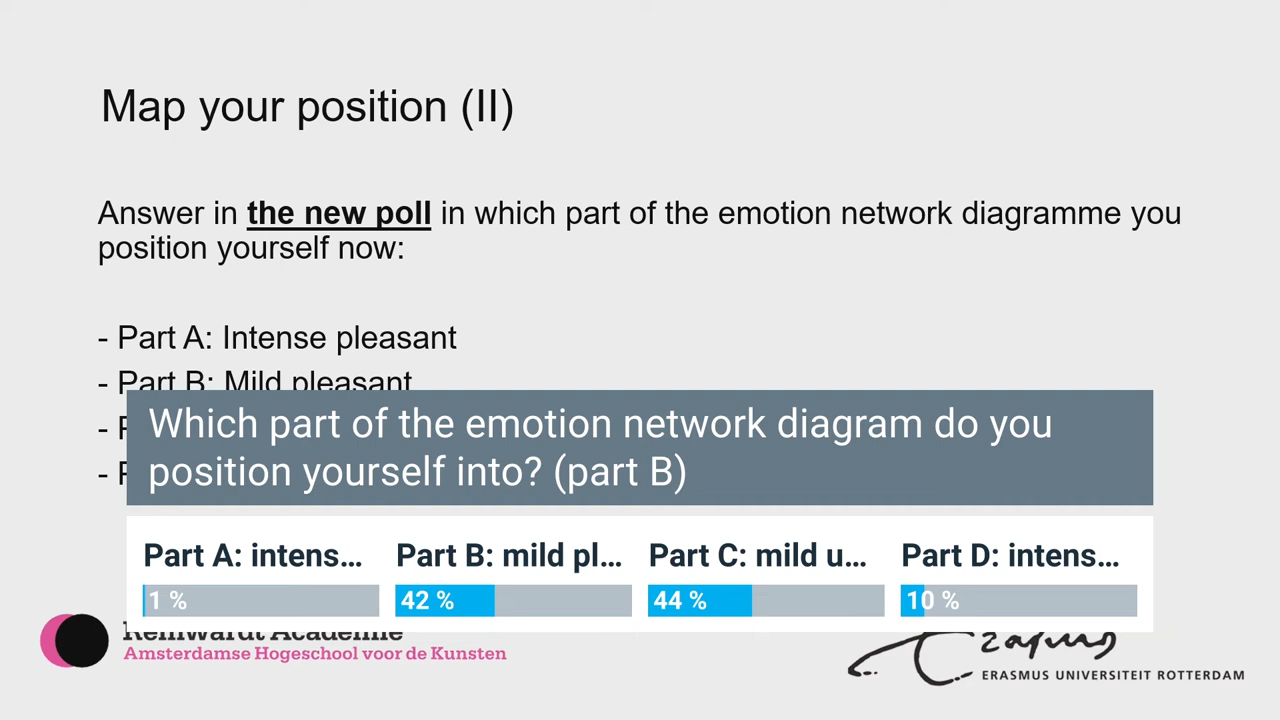 Map your position (II)
Answer in the new poll in which part of the emotion network diagramme you
position yourself now:
- Part A: Intense pleasant
- Part B: Mild pleasant
-
-
Which part of the emotion network diagram do you
position yourself into? (part B)
Part A: intens... Part B: mild pl... Part C: mild u... Part D: intens...
1 % 42 % 44 % 10 %
Reinwardt Academie
Amsterdamse Hogeschool voor de Kunsten
Erasmus
ERASMUS UNIVERSITEIT ROTTERDAM